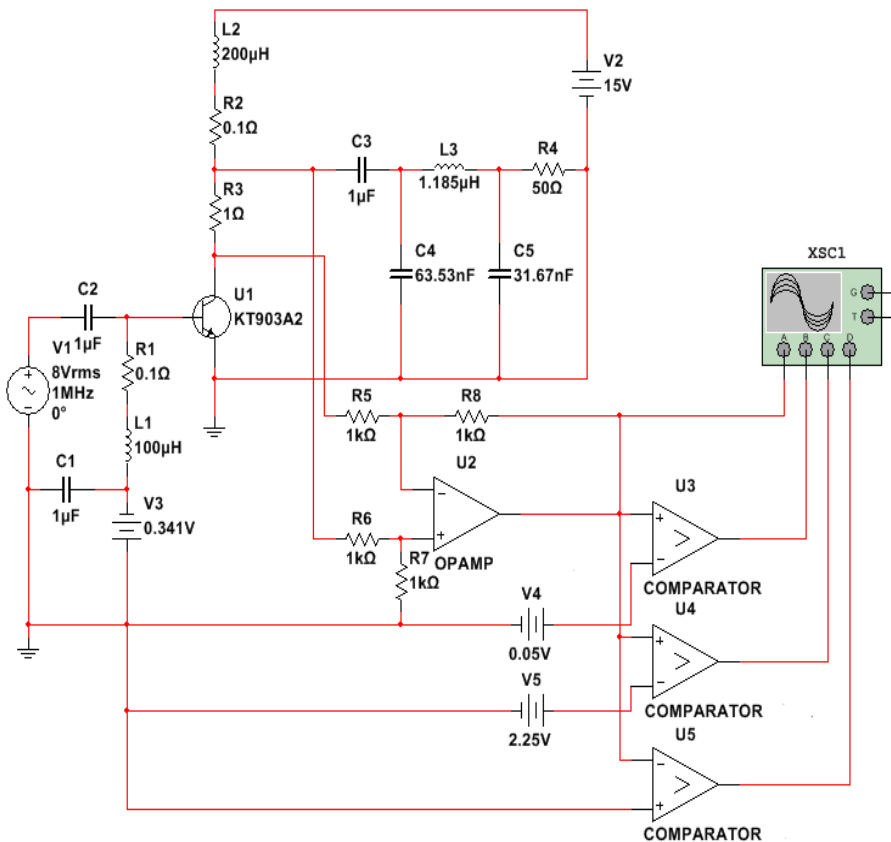 L2
200µH
V2
15V
R2
0.1Ω
C3
1µF
L3
1.185µH
R4
50Ω
R3
1Ω
C4
63.53nF
C5
31.67nF
XSC1
G
T
A B C D
C2
1µF
U1
KT903A2
V1
8Vrms
1MHz
0°
R1
0.1Ω
L1
100µH
C1
1µF
V3
0.341V
R5
1kΩ
R8
1kΩ
U2
OPAMP
R6
1kΩ
R7
1kΩ
U3
COMPARATOR
V4
0.05V
U4
COMPARATOR
V5
2.25V
U5
COMPARATOR